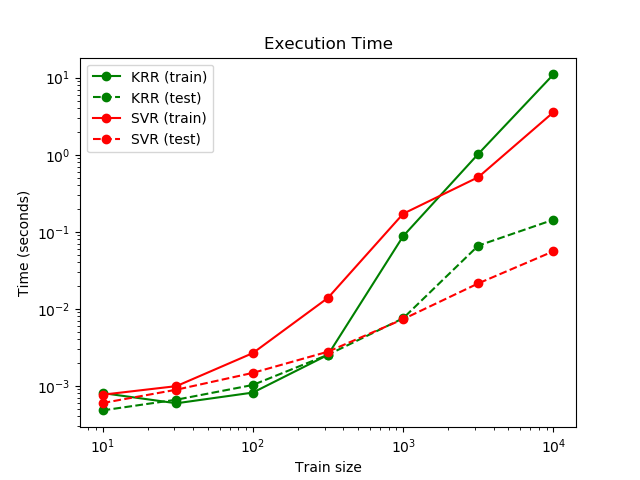 Execution Time
KRR (train)
KRR (test)
SVR (train)
SVR (test)
Time (seconds)
10¹
10⁰
10⁻¹
10⁻²
10⁻³
10¹ 10² 10³ 10⁴
Train size